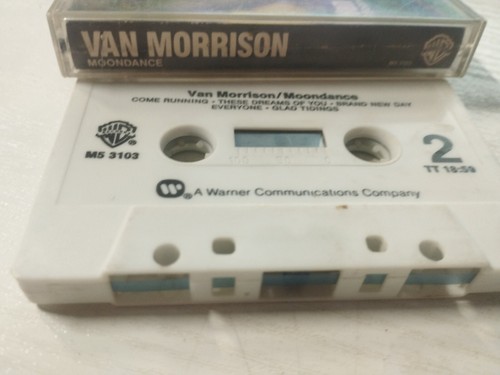 VAN MORRISON
MOONDANCE
Van Morrison/Moondance
COME RUNNING • THESE DREAMS OF YOU • BRAND NEW DAY
EVERYONE • GLAD TIDINGS
M5 3103
2
TT 18:59
A Warner Communications Company